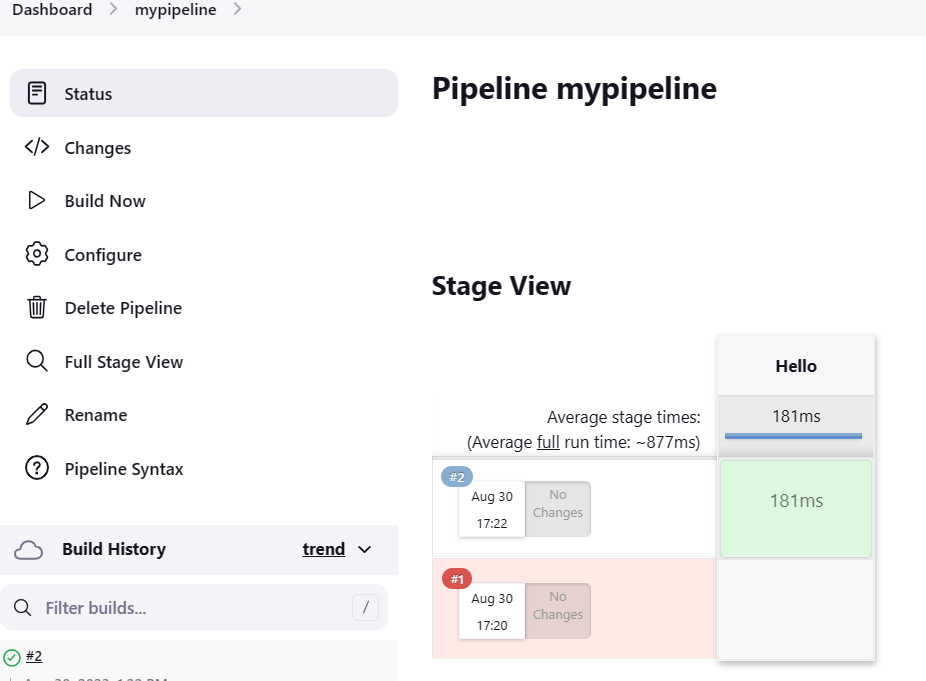 Dashboard > mypipeline >
Status
Changes
Build Now
Configure
Delete Pipeline
Full Stage View
Rename
Pipeline Syntax
Build History trend
Filter builds... /
#2
Pipeline mypipeline
Stage View
Hello
Average stage times: 181ms
(Average full run time: ~877ms)
#2
Aug 30
17:22
No
Changes
181ms
#1
Aug 30
17:20
No
Changes